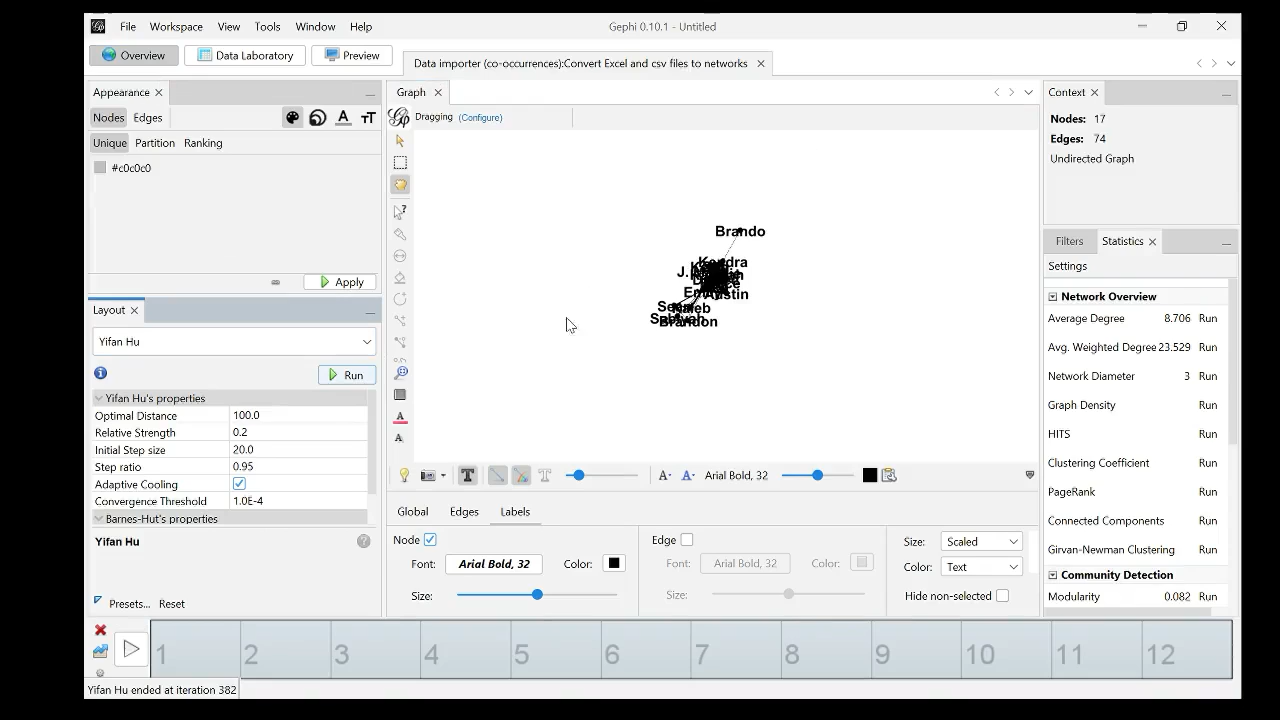 File Workspace View Tools Window Help Gephi 0.10.1 - Untitled
Overview Data Laboratory Preview Data importer (co-occurrences):Convert Excel and csv files to networks
Appearance
Nodes Edges
Unique Partition Ranking
#c0c0c0
Apply
Layout
Yifan Hu
Run
Yifan Hu's properties
Optimal Distance 100.0
Relative Strength 0.2
Initial Step size 20.0
Step ratio 0.95
Adaptive Cooling
Convergence Threshold 1.0E-4
Barnes-Hut's properties
Yifan Hu
Presets... Reset
Graph
Dragging (Configure)
Brando
Kendra
Austin
Brandon
Arial Bold, 32
Global Edges Labels
Node
Font: Arial Bold, 32 Color:
Size:
Edge
Font: Arial Bold, 32 Color:
Size:
Size: Scaled
Color: Text
Hide non-selected
Context
Nodes: 17
Edges: 74
Undirected Graph
Filters Statistics
Settings
Network Overview
Average Degree 8.706 Run
Avg. Weighted Degree 23.529 Run
Network Diameter 3 Run
Graph Density Run
HITS Run
Clustering Coefficient Run
PageRank Run
Connected Components Run
Girvan-Newman Clustering Run
Community Detection
Modularity 0.082 Run
1 2 3 4 5 6 7 8 9 10 11 12
Yifan Hu ended at iteration 382